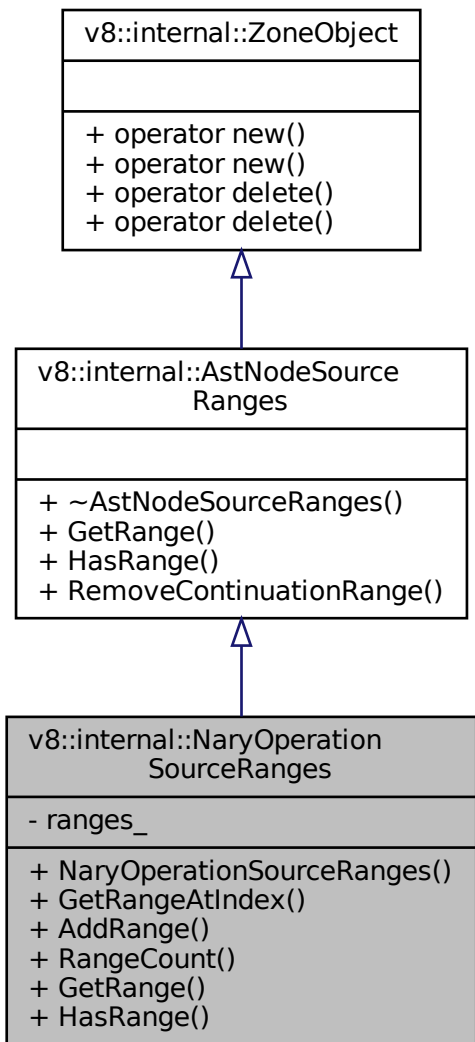 v8::internal::ZoneObject
+ operator new()
+ operator new()
+ operator delete()
+ operator delete()
v8::internal::AstNodeSource
Ranges
+ ~AstNodeSourceRanges()
+ GetRange()
+ HasRange()
+ RemoveContinuationRange()
v8::internal::NaryOperation
SourceRanges
- ranges_
+ NaryOperationSourceRanges()
+ GetRangeAtIndex()
+ AddRange()
+ RangeCount()
+ GetRange()
+ HasRange()